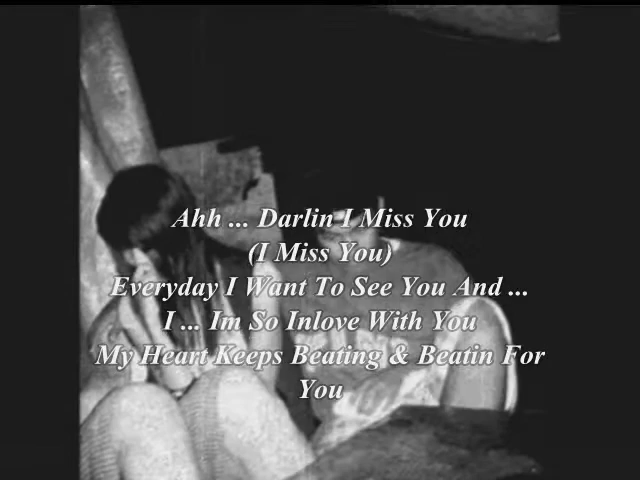 Ahh ... Darlin I Miss You
(I Miss You)
Everyday I Want To See You And ...
I ... Im So Inlove With You
My Heart Keeps Beating & Beatin For
You